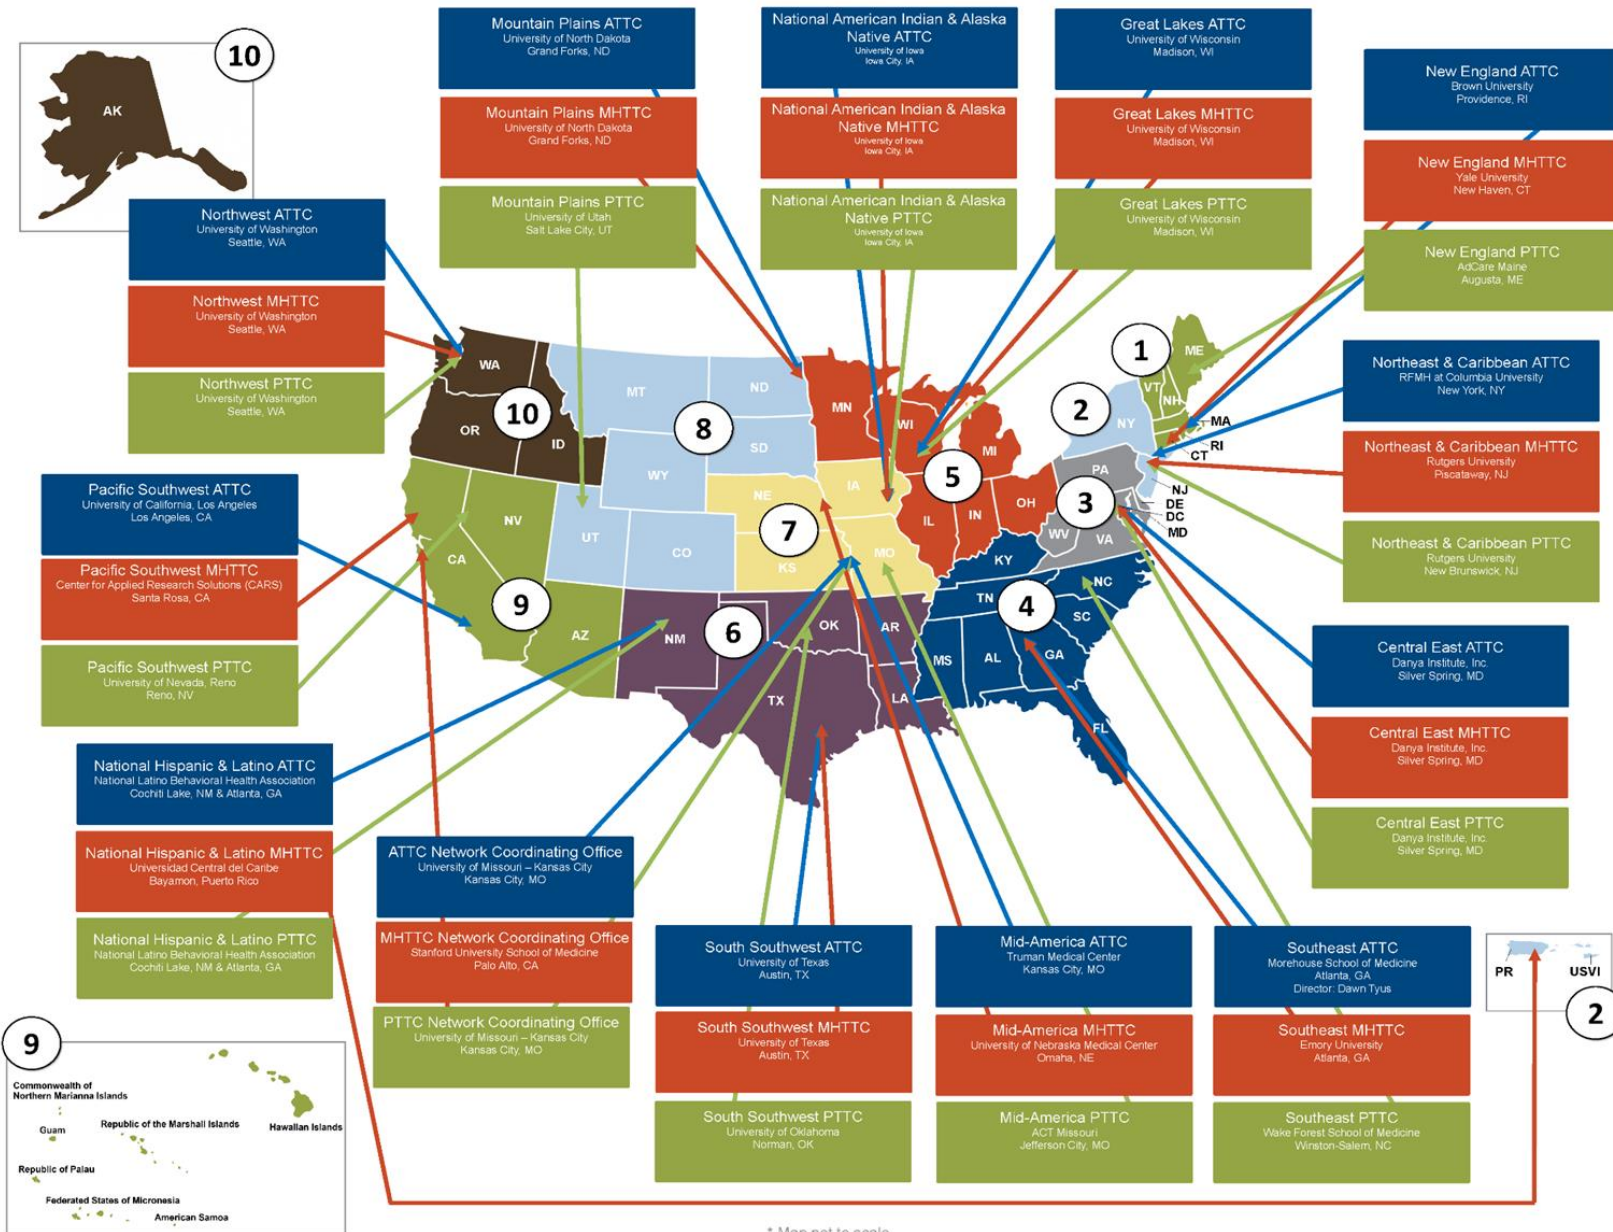 10
AK
Northwest ATTC
University of Washington
Seattle, WA
Northwest MHTTC
University of Washington
Seattle, WA
Northwest PTTC
University of Washington
Seattle, WA
Mountain Plains ATTC
University of North Dakota
Grand Forks, ND
Mountain Plains MHTTC
University of North Dakota
Grand Forks, ND
Mountain Plains PTTC
University of Utah
Salt Lake City, UT
National American Indian & Alaska
Native ATTC
University of Iowa
Iowa City, IA
National American Indian & Alaska
Native MHTTC
University of Iowa
Iowa City, IA
National American Indian & Alaska
Native PTTC
University of Iowa
Iowa City, IA
Great Lakes ATTC
University of Wisconsin
Madison, WI
Great Lakes MHTTC
University of Wisconsin
Madison, WI
Great Lakes PTTC
University of Wisconsin
Madison, WI
New England ATTC
Brown University
Providence, RI
New England MHTTC
Yale University
New Haven, CT
New England PTTC
AdCare Maine
Augusta, ME
Northeast & Caribbean ATTC
RFMH at Columbia University
New York, NY
Northeast & Caribbean MHTTC
Rutgers University
Piscataway, NJ
Northeast & Caribbean PTTC
Rutgers University
New Brunswick, NJ
Central East ATTC
Danya Institute, Inc.
Silver Spring, MD
Central East MHTTC
Danya Institute, Inc.
Silver Spring, MD
Central East PTTC
Danya Institute, Inc.
Silver Spring, MD
Pacific Southwest ATTC
University of California, Los Angeles
Los Angeles, CA
Pacific Southwest MHTTC
Center for Applied Research Solutions (CARS)
Santa Rosa, CA
Pacific Southwest PTTC
University of Nevada, Reno
Reno, NV
National Hispanic & Latino ATTC
National Latino Behavioral Health Association
Cochiti Lake, NM & Atlanta, GA
National Hispanic & Latino MHTTC
Universidad Central del Caribe
Bayamon, Puerto Rico
National Hispanic & Latino PTTC
National Latino Behavioral Health Association
Cochiti Lake, NM & Atlanta, GA
ATTC Network Coordinating Office
University of Missouri – Kansas City
Kansas City, MO
MHTTC Network Coordinating Office
Stanford University School of Medicine
Palo Alto, CA
PTTC Network Coordinating Office
University of Missouri – Kansas City
Kansas City, MO
South Southwest ATTC
University of Texas
Austin, TX
South Southwest MHTTC
University of Texas
Austin, TX
South Southwest PTTC
University of Oklahoma
Norman, OK
Mid-America ATTC
Truman Medical Center
Kansas City, MO
Mid-America MHTTC
University of Nebraska Medical Center
Omaha, NE
Mid-America PTTC
ACT Missouri
Jefferson City, MO
Southeast ATTC
Morehouse School of Medicine
Atlanta, GA
Director: Dawn Tyus
Southeast MHTTC
Emory University
Atlanta, GA
Southeast PTTC
Wake Forest School of Medicine
Winston-Salem, NC
WA
OR
ID
10
MT
ND
SD
WY
8
UT
CO
CA
NV
AZ
9
NE
IA
KS
MO
7
NM
OK
AR
TX
LA
6
MN
WI
MI
IL
IN
OH
5
KY
TN
NC
SC
MS
AL
GA
FL
4
PA
WV
VA
3
NJ
DE
DC
MD
NY
2
1
ME
VT
NH
MA
RI
CT
PR
USVI
2
9
Commonwealth of
Northern Marianna Islands
Guam
Republic of the Marshall Islands
Hawaiian Islands
Republic of Palau
Federated States of Micronesia
American Samoa
* Map not to scale